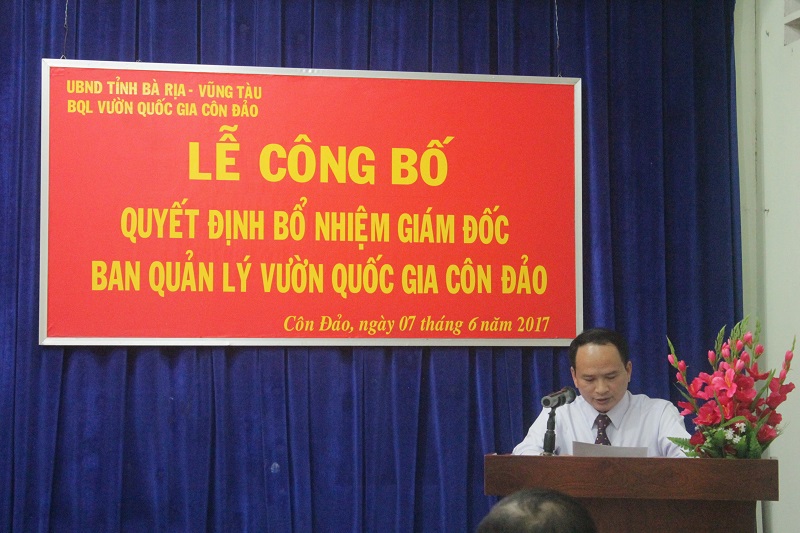 UBND TỈNH BÀ RỊA - VŨNG TÀU
BQL VƯỜN QUỐC GIA CÔN ĐẢO
LỄ CÔNG BỐ
QUYẾT ĐỊNH BỔ NHIỆM GIÁM ĐỐC
BAN QUẢN LÝ VƯỜN QUỐC GIA CÔN ĐẢO
Côn Đảo, ngày 07 tháng 6 năm 2017